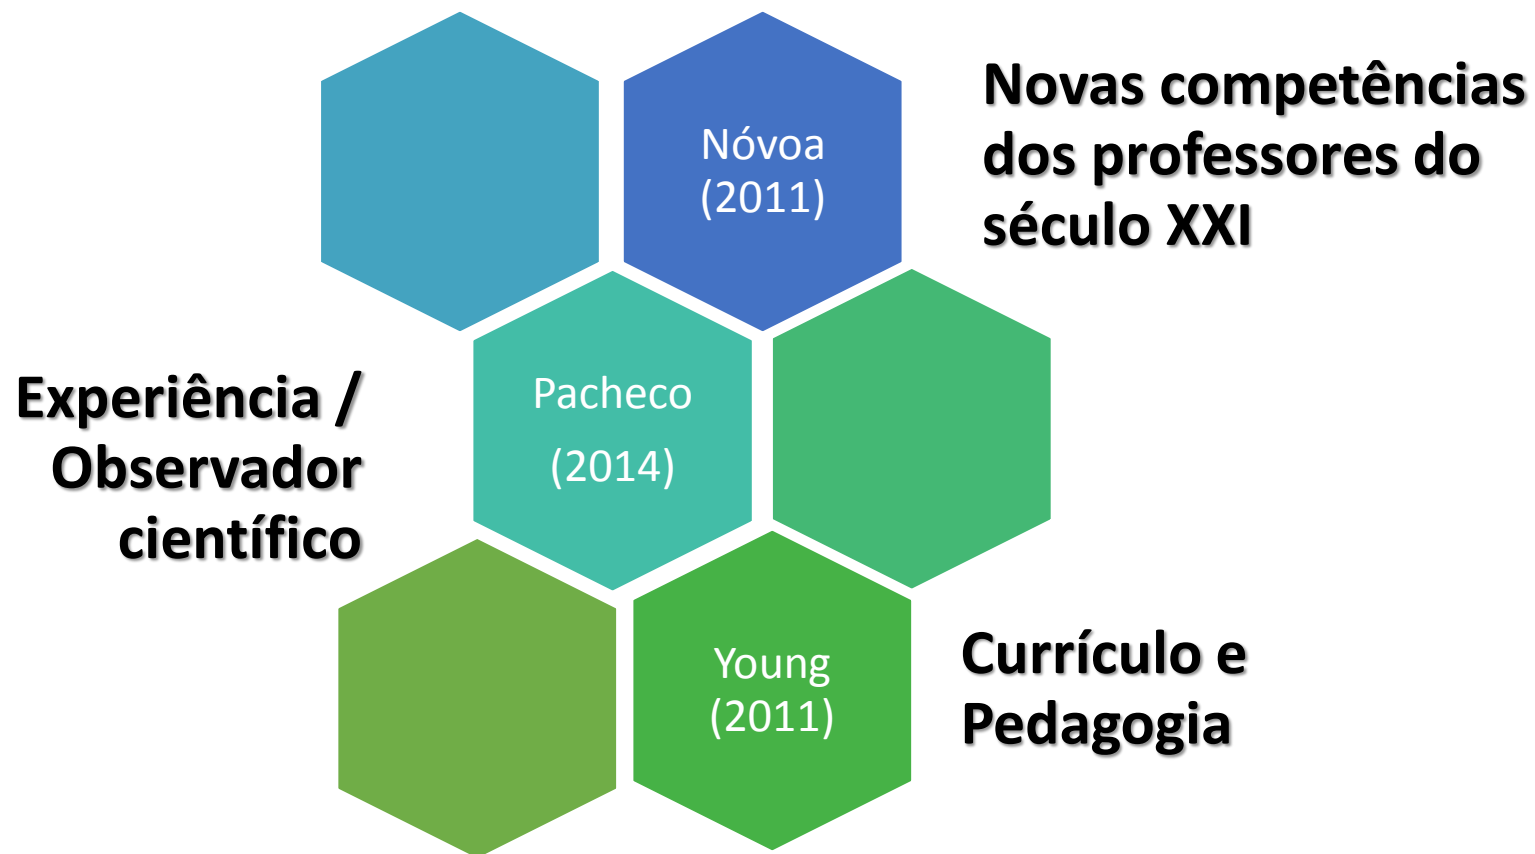 Nóvoa
(2011)
Novas competências
dos professores do
século XXI
Experiência /
Observador
científico
Pacheco
(2014)
Young
(2011)
Currículo e
Pedagogia